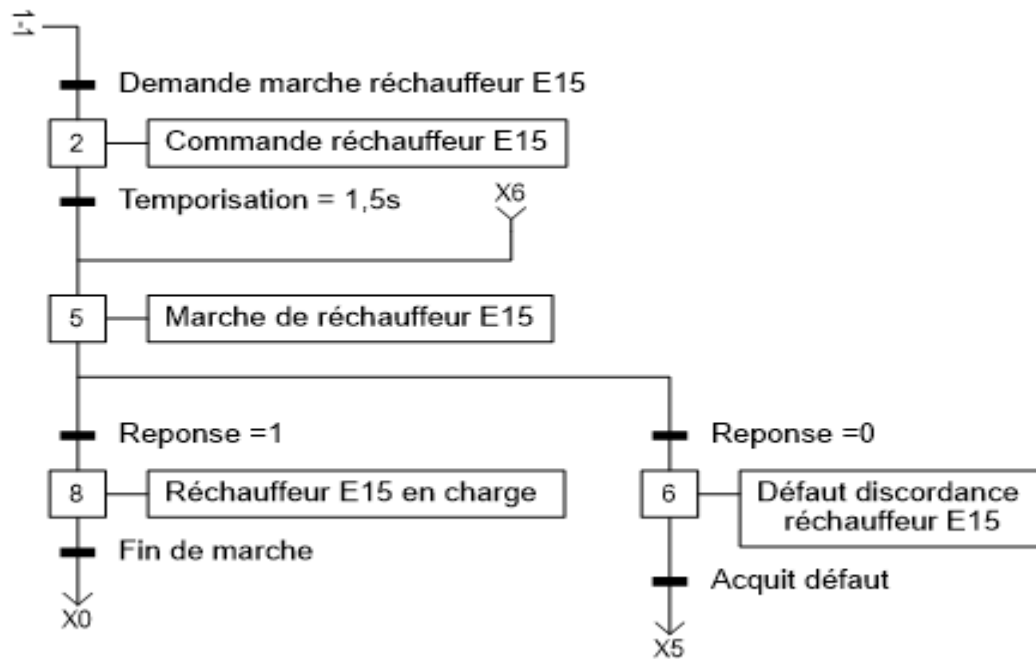 1-1
Demande marche réchauffeur E15
2
Commande réchauffeur E15
Temporisation = 1,5s
X6
5
Marche de réchauffeur E15
Reponse =1
Reponse =0
8
Réchauffeur E15 en charge
6
Défaut discordance
réchauffeur E15
Fin de marche
Acquit défaut
X0
X5